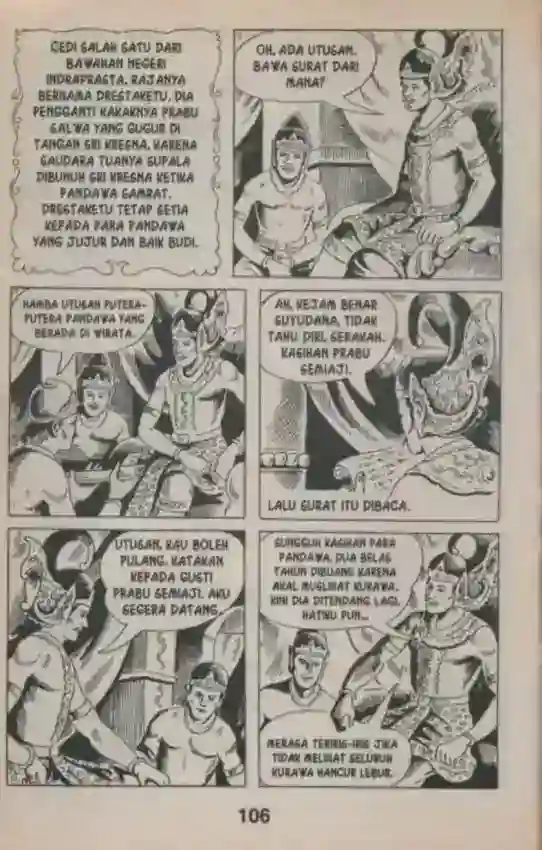 CEDI SALAH SATU DARI
BAWAHAN NEGERI
INDRAPRASTA. RAJANYA
BERNAMA DRESTAKETU. DIA
PENGGANTI KAKAKNYA PRABU
SALWA YANG GUGUR DI
TANGAN SRI KRESNA. KARENA
SAUDARA TUANYA SUPALA
DIBUNUH SRI KRESNA KETIKA
PANDAWA SAMRAT.
DRESTAKETU TETAP SETIA
KEPADA PARA PANDAWA
YANG JUJUR DAN BAIK BUDI.
OH, ADA UTUSAN.
BAWA SURAT DARI
MANA?
HAMBA UTUSAN PUTERA-
PUTERA PANDAWA YANG
BERADA DI WIRATA.
AH, KEJAM BENAR
SUYUDANA, TIDAK
TAHU DIRI, SERAKAH.
KASIHAN PRABU
SEMIAJI.
LALU SURAT ITU DIBACA.
UTUSAN, KAU BOLEH
PULANG. KATAKAN
KEPADA GUSTI
PRABU SEMIAJI. AKU
SEGERA DATANG.
SUNGGUH KASIHAN PARA
PANDAWA. DUA BELAS
TAHUN DIBUANG KARENA
AKAL MUSLIHAT KURAWA.
KINI DIA DITENDANG LAGI.
HATIKU PUN...
MERASA TERIRIS-IRIS JIKA
TIDAK MELIHAT SELURUH
KURAWA HANCUR LEBUR.
106